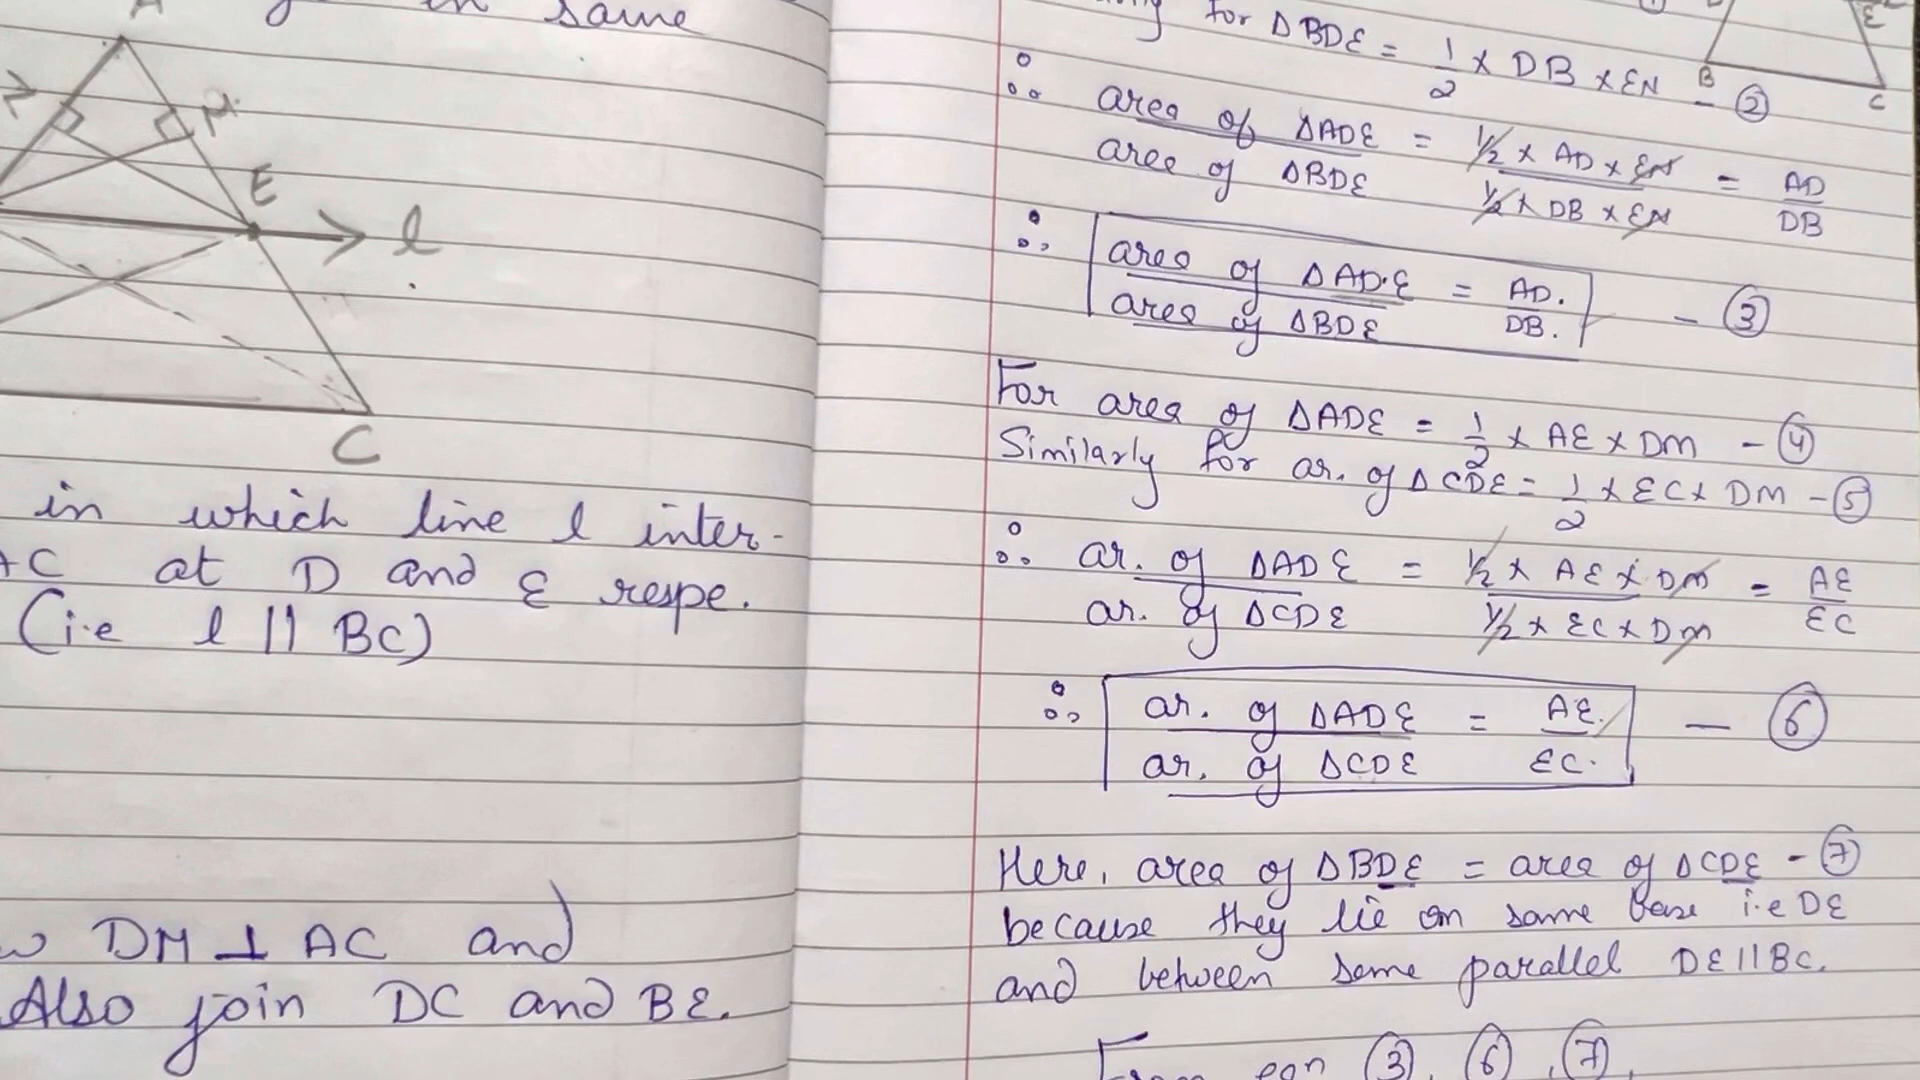 in same
A
N
M
E
l
C
in which line l inter-
AC at D and E respe.
(i.e l || BC)
DM ⊥ AC and
Also join DC and BE.
for ΔBDE = 1/2 × DB × EN - ②
B
C
E
∴ area of ΔADE / area of ΔBDE = 1/2 × AD × EN / 1/2 × DB × EN = AD / DB
∴ area of ΔADE / area of ΔBDE = AD. / DB. - ③
For area of ΔADE = 1/2 × AE × DM - ④
Similarly for ar. of ΔCDE = 1/2 × EC × DM - ⑤
∴ ar. of ΔADE / ar. of ΔCDE = 1/2 × AE × DM / 1/2 × EC × DM = AE / EC
∴ ar. of ΔADE / ar. of ΔCDE = AE. / EC. - ⑥
Here, area of ΔBDE = area of ΔCDE - ⑦
because they lie on same base i.e DE
and between same parallel DE || BC.
From eqn ③, ⑥, ⑦,